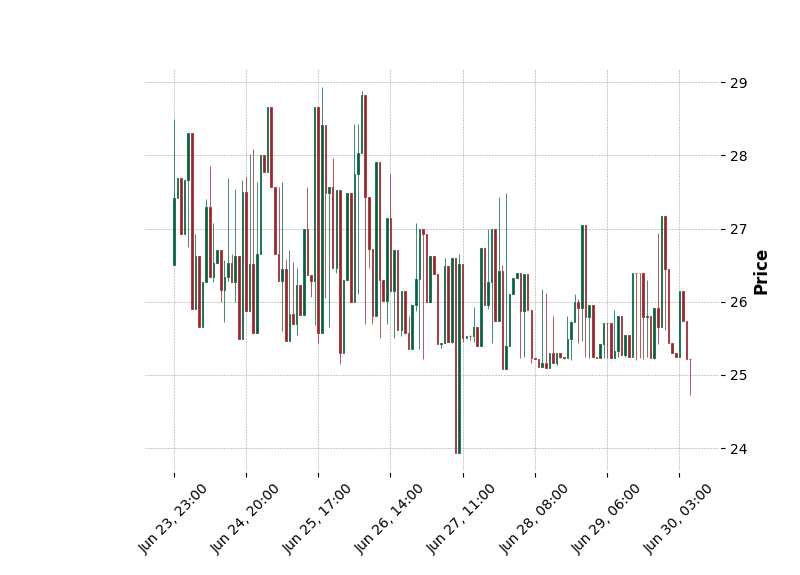 29
28
27
26
25
24
Price
Jun 23, 23:00
Jun 24, 20:00
Jun 25, 17:00
Jun 26, 14:00
Jun 27, 11:00
Jun 28, 08:00
Jun 29, 06:00
Jun 30, 03:00